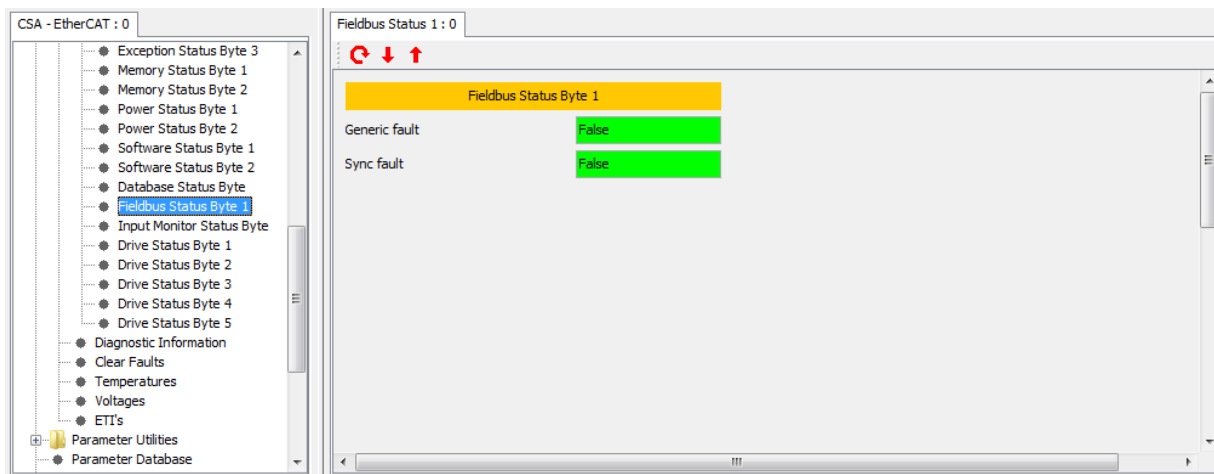 CSA - EtherCAT : 0
Exception Status Byte 3
Memory Status Byte 1
Memory Status Byte 2
Power Status Byte 1
Power Status Byte 2
Software Status Byte 1
Software Status Byte 2
Database Status Byte
Fieldbus Status Byte 1
Input Monitor Status Byte
Drive Status Byte 1
Drive Status Byte 2
Drive Status Byte 3
Drive Status Byte 4
Drive Status Byte 5
Diagnostic Information
Clear Faults
Temperatures
Voltages
ETI's
Parameter Utilities
Parameter Database
Fieldbus Status 1 : 0
Fieldbus Status Byte 1
Generic fault False
Sync fault False